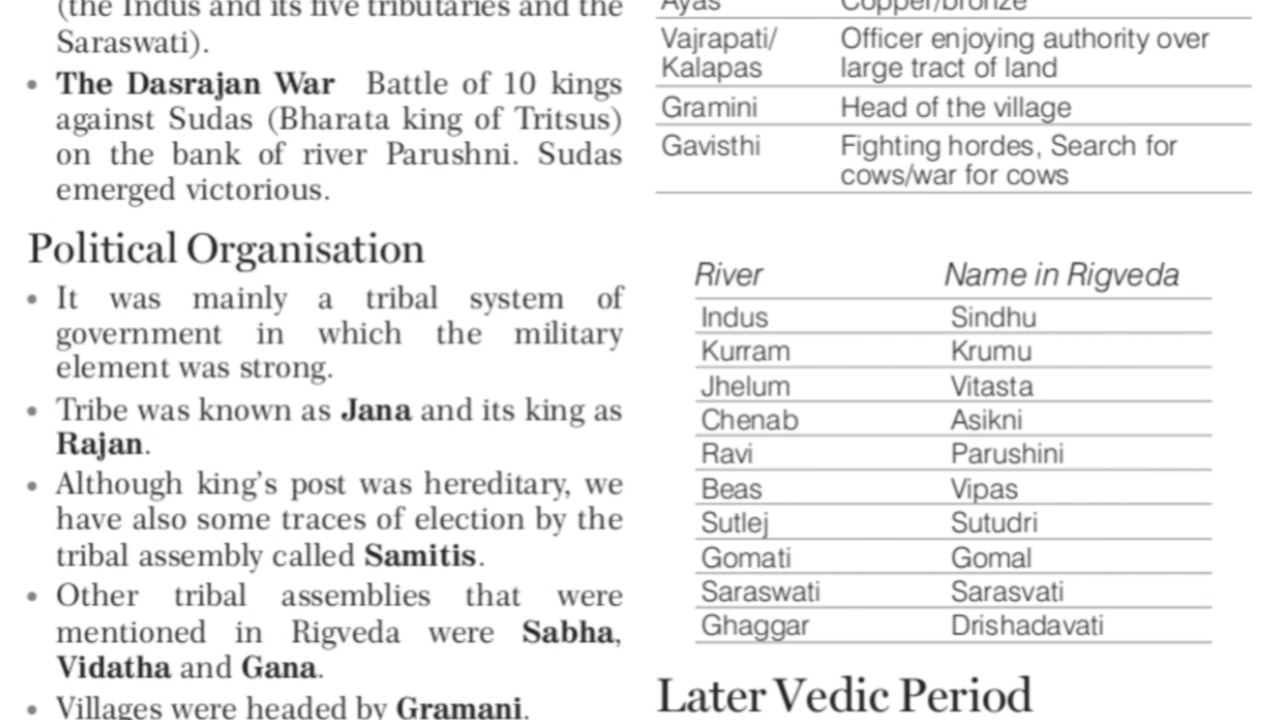 (the Indus and its five tributaries and the
Saraswati).
• The Dasrajan War Battle of 10 kings
against Sudas (Bharata king of Tritsus)
on the bank of river Parushni. Sudas
emerged victorious.
Political Organisation
• It was mainly a tribal system of
government in which the military
element was strong.
• Tribe was known as Jana and its king as
Rajan.
• Although king's post was hereditary, we
have also some traces of election by the
tribal assembly called Samitis.
• Other tribal assemblies that were
mentioned in Rigveda were Sabha,
Vidatha and Gana.
• Villages were headed by Gramani.
Ayas Copper/bronze
Vajrapati/ Officer enjoying authority over
Kalapas large tract of land
Gramini Head of the village
Gavisthi Fighting hordes, Search for
cows/war for cows
River Name in Rigveda
Indus Sindhu
Kurram Krumu
Jhelum Vitasta
Chenab Asikni
Ravi Parushini
Beas Vipas
Sutlej Sutudri
Gomati Gomal
Saraswati Sarasvati
Ghaggar Drishadavati
Later Vedic Period